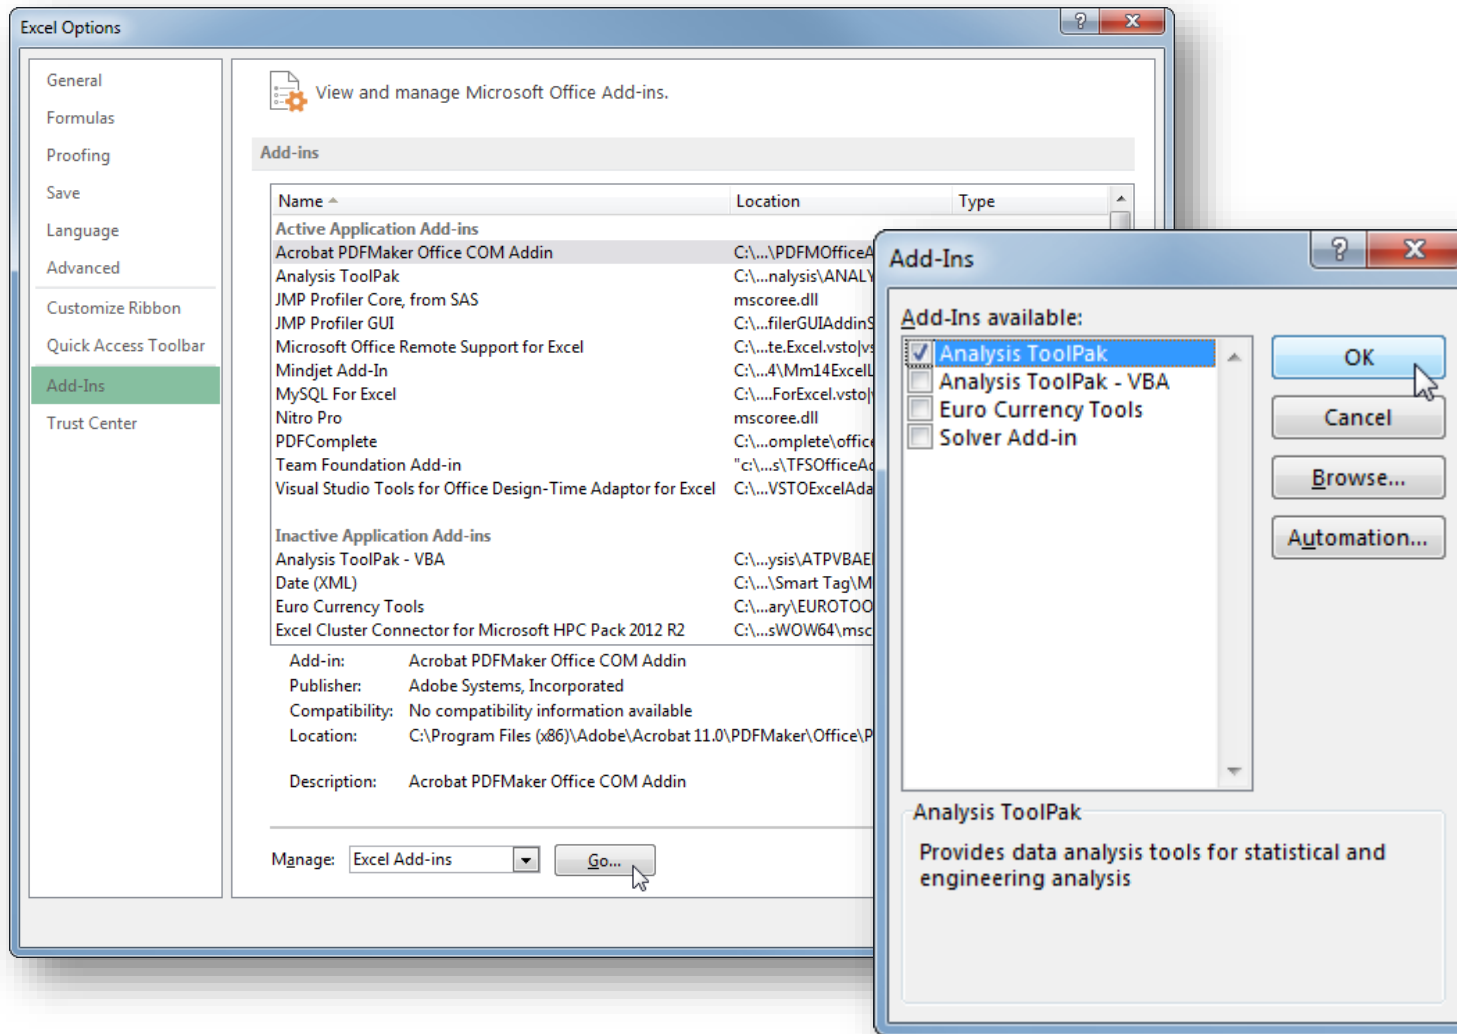 Excel Options
General
Formulas
Proofing
Save
Language
Advanced
Customize Ribbon
Quick Access Toolbar
Add-Ins
Trust Center
View and manage Microsoft Office Add-ins.
Add-ins
Name Location Type
Active Application Add-ins
Acrobat PDFMaker Office COM Addin C:\...\PDFMOfficeA
Analysis ToolPak C:\...nalysis\ANALY
JMP Profiler Core, from SAS mscoree.dll
JMP Profiler GUI C:\...filerGUIAddinS
Microsoft Office Remote Support for Excel C:\...te.Excel.vsto|vs
Mindjet Add-In C:\...4\Mm14ExcelL
MySQL For Excel C:\....ForExcel.vsto|
Nitro Pro mscoree.dll
PDFComplete C:\...omplete\office
Team Foundation Add-in "c:\...s\TFSOfficeAd
Visual Studio Tools for Office Design-Time Adaptor for Excel C:\...VSTOExcelAda
Inactive Application Add-ins
Analysis ToolPak - VBA C:\...ysis\ATPVBAE
Date (XML) C:\...\Smart Tag\M
Euro Currency Tools C:\...ary\EUROTOO
Excel Cluster Connector for Microsoft HPC Pack 2012 R2 C:\...sWOW64\msc
Add-in: Acrobat PDFMaker Office COM Addin
Publisher: Adobe Systems, Incorporated
Compatibility: No compatibility information available
Location: C:\Program Files (x86)\Adobe\Acrobat 11.0\PDFMaker\Office\P
Description: Acrobat PDFMaker Office COM Addin
Manage: Excel Add-ins Go...
Add-Ins
Add-Ins available:
Analysis ToolPak
Analysis ToolPak - VBA
Euro Currency Tools
Solver Add-in
OK
Cancel
Browse...
Automation...
Analysis ToolPak
Provides data analysis tools for statistical and
engineering analysis